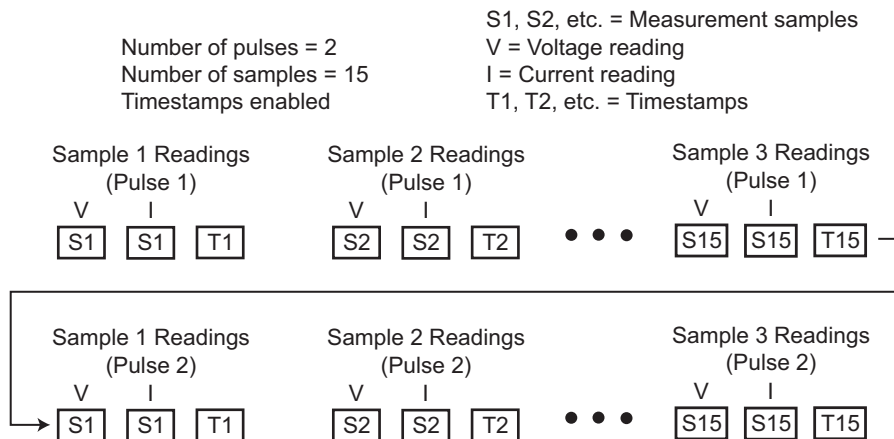 Number of pulses = 2
Number of samples = 15
Timestamps enabled
S1, S2, etc. = Measurement samples
V = Voltage reading
I = Current reading
T1, T2, etc. = Timestamps
Sample 1 Readings
(Pulse 1)
V I
S1 S1 T1
Sample 2 Readings
(Pulse 1)
V I
S2 S2 T2
Sample 3 Readings
(Pulse 1)
V I
S15 S15 T15
Sample 1 Readings
(Pulse 2)
V I
S1 S1 T1
Sample 2 Readings
(Pulse 2)
V I
S2 S2 T2
Sample 3 Readings
(Pulse 2)
V I
S15 S15 T15